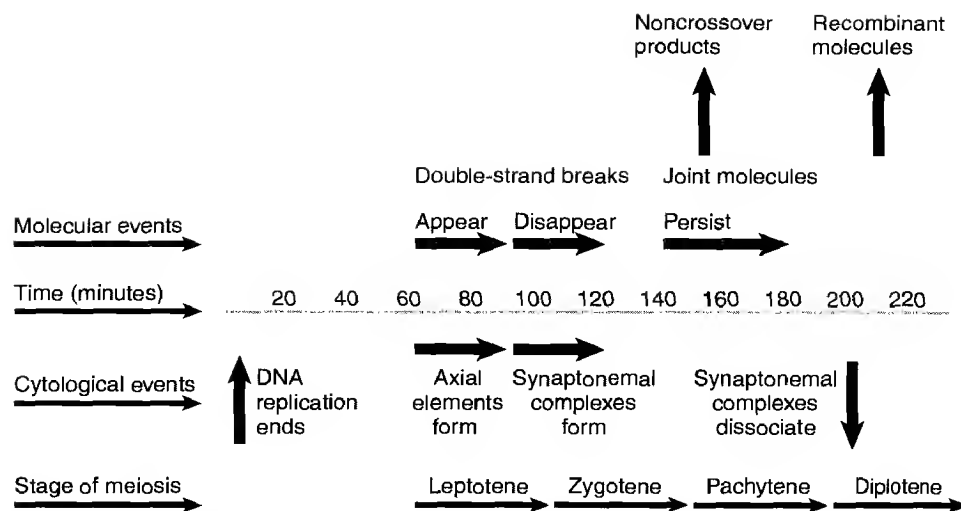 Noncrossover
products
Recombinant
molecules
Double-strand breaks
Joint molecules
Molecular events
Appear
Disappear
Persist
Time (minutes)
20 40 60 80 100 120 140 160 180 200 220
Cytological events
DNA
replication
ends
Axial
elements
form
Synaptonemal
complexes
form
Synaptonemal
complexes
dissociate
Stage of meiosis
Leptotene
Zygotene
Pachytene
Diplotene